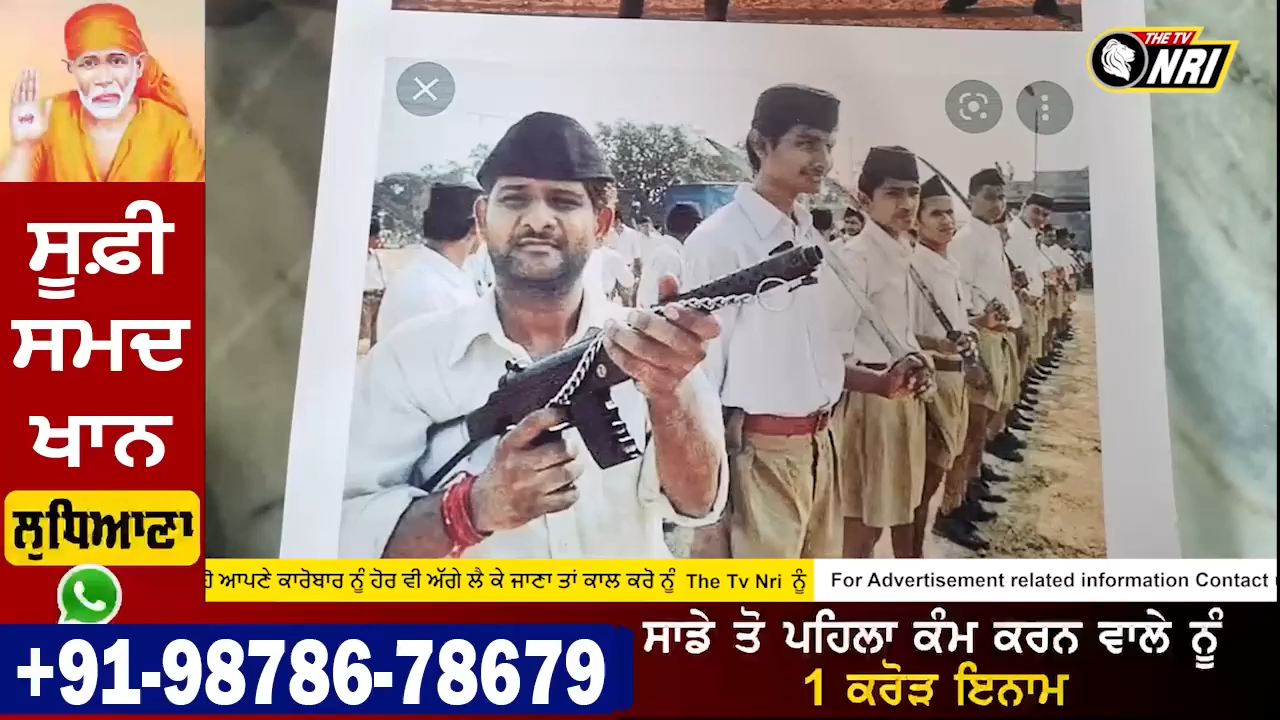 THE TV
NRI
ਸੂਫ਼ੀ
ਸਮਦ
ਖਾਨ
ਲੁਧਿਆਣਾ
ਆਪਣੇ ਕਾਰੋਬਾਰ ਨੂੰ ਹੋਰ ਵੀ ਅੱਗੇ ਲੈ ਕੇ ਜਾਣਾ ਤਾਂ ਕਾਲ ਕਰੋ ਨੂੰ The Tv Nri ਨੂੰ
For Advertisement related information Contact
+91-98786-78679
ਸਾਡੇ ਤੋ ਪਹਿਲਾ ਕੰਮ ਕਰਨ ਵਾਲੇ ਨੂੰ
1 ਕਰੋੜ ਇਨਾਮ